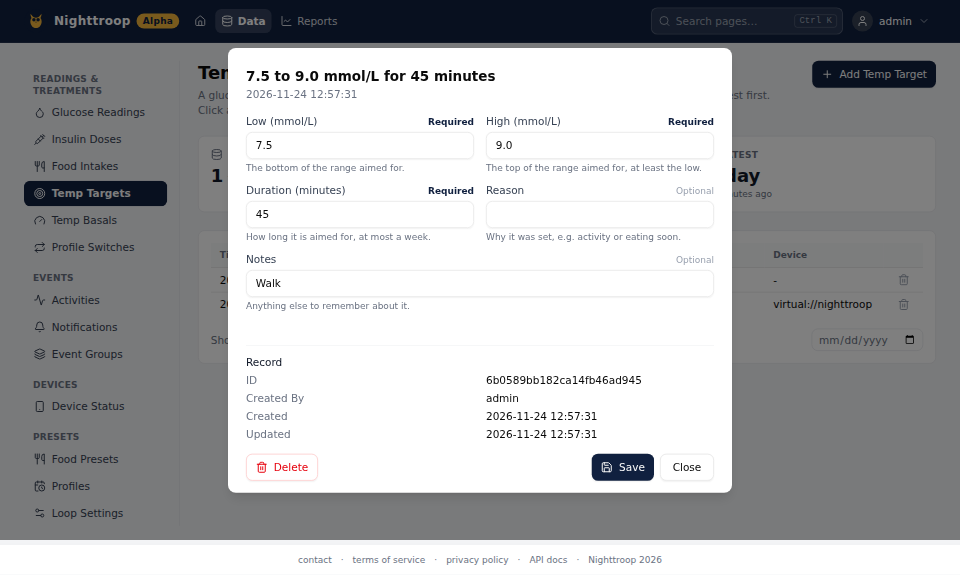 Nighttroop Alpha Data Reports Search pages... Ctrl K admin
READINGS & TREATMENTS
Glucose Readings
Insulin Doses
Food Intakes
Temp Targets
Temp Basals
Profile Switches
EVENTS
Activities
Notifications
Event Groups
DEVICES
Device Status
PRESETS
Food Presets
Profiles
Loop Settings
Add Temp Target
7.5 to 9.0 mmol/L for 45 minutes
2026-11-24 12:57:31
Low (mmol/L) Required High (mmol/L) Required
7.5 9.0
The bottom of the range aimed for. The top of the range aimed for, at least the low.
Duration (minutes) Required Reason Optional
45
How long it is aimed for, at most a week. Why it was set, e.g. activity or eating soon.
Notes Optional
Walk
Anything else to remember about it.
Record
ID 6b0589bb182ca14fb46ad945
Created By admin
Created 2026-11-24 12:57:31
Updated 2026-11-24 12:57:31
Delete Save Close
1
Device
-
virtual://nighttroop
mm/dd/yyyy
contact · terms of service · privacy policy · API docs · Nighttroop 2026